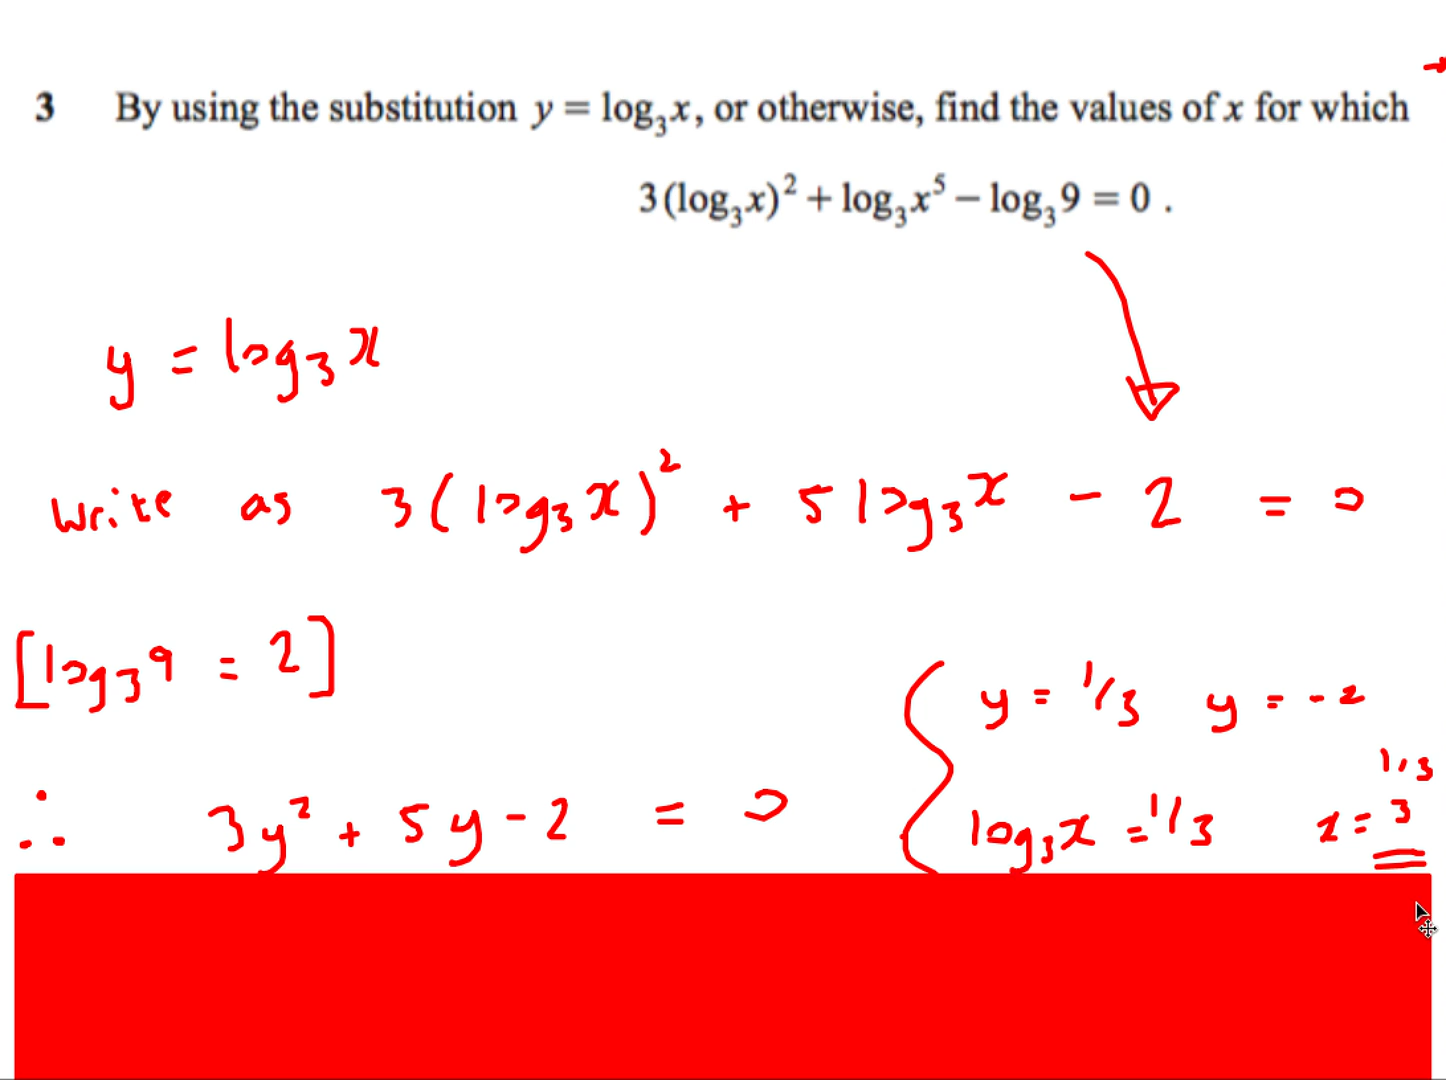 3 By using the substitution y = log₃x, or otherwise, find the values of x for which
3(log₃x)² + log₃x⁵ − log₃9 = 0 .
y = log₃x
write as 3(log₃x)² + 5log₃x − 2 = 0
[log₃9 = 2]
y = 1/3 y = -2
∴ 3y² + 5y - 2 = 0
log₃x = 1/3 x = 3^1/3